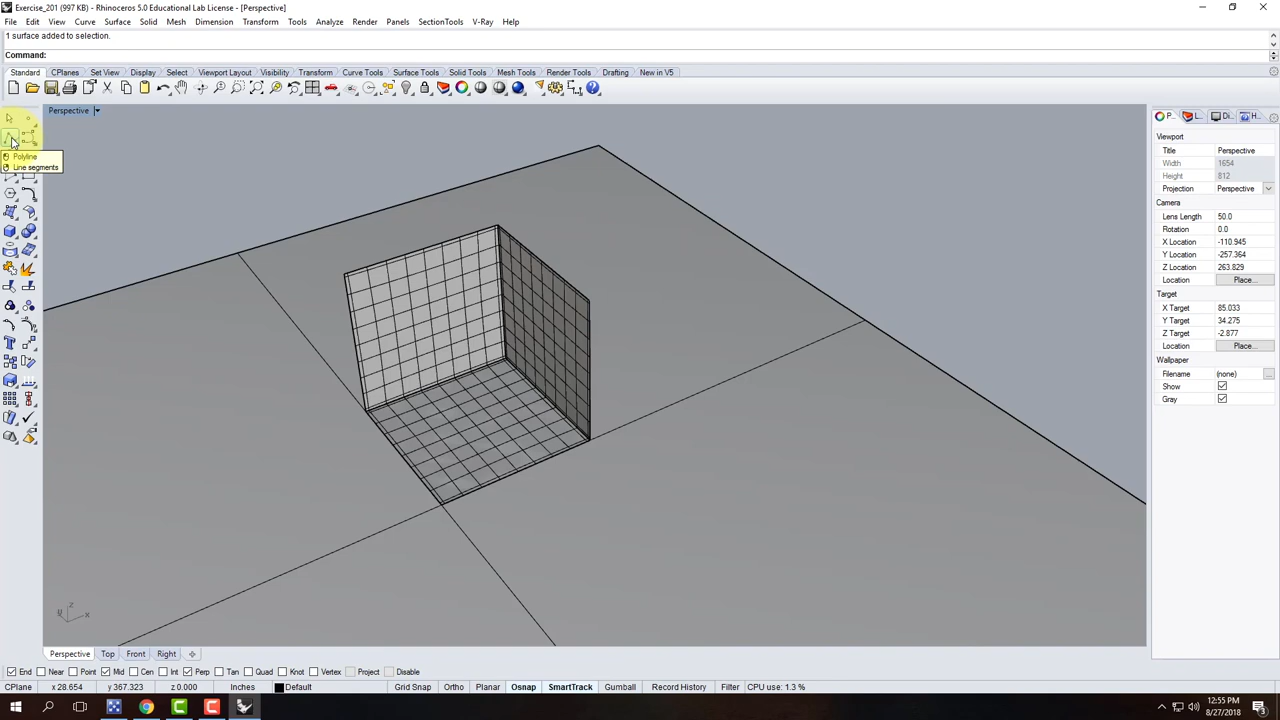 Exercise_201 (997 KB) - Rhinoceros 5.0 Educational Lab License - [Perspective]
File Edit View Curve Surface Solid Mesh Dimension Transform Tools Analyze Render Panels SectionTools V-Ray Help
1 surface added to selection.
Command:
Standard CPlanes Set View Display Select Viewport Layout Visibility Transform Curve Tools Surface Tools Solid Tools Mesh Tools Render Tools Drafting New in V5
Perspective
P... L... Di... H...
Viewport
Title Perspective
Width 1654
Height 812
Projection Perspective
Camera
Lens Length 50.0
Rotation 0.0
X Location -110.945
Y Location -257.364
Z Location 263.829
Location Place...
Target
X Target 85.033
Y Target 34.275
Z Target -2.877
Location Place...
Wallpaper
Filename (none) ...
Show
Gray
Polyline
Line segments
z
y x
Perspective Top Front Right
End Near Point Mid Cen Int Perp Tan Quad Knot Vertex Project Disable
CPlane x 28.654 y 367.323 z 0.000 Inches Default Grid Snap Ortho Planar Osnap SmartTrack Gumball Record History Filter CPU use: 1.3 %
12:55 PM
8/27/2018